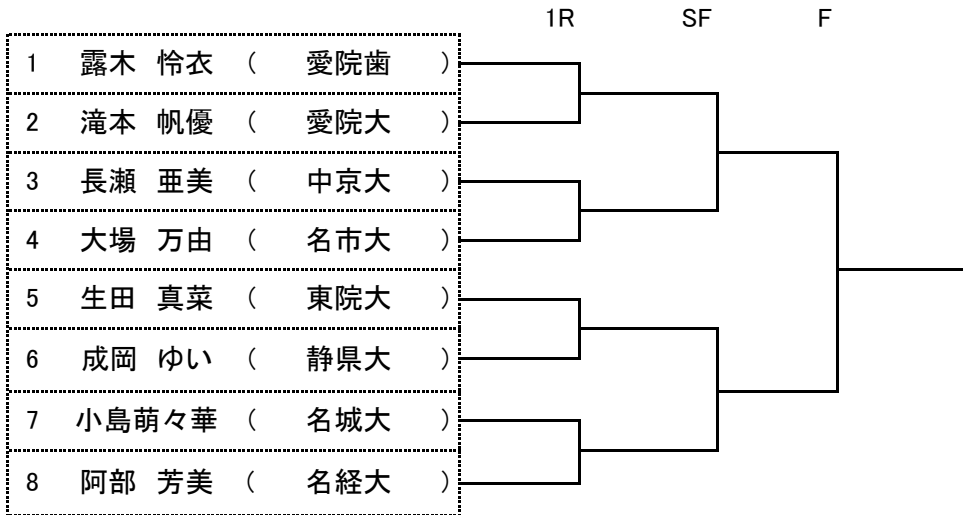 1R SF F
1 露木 怜衣 ( 愛院歯 )
2 滝本 帆優 ( 愛院大 )
3 長瀬 亜美 ( 中京大 )
4 大場 万由 ( 名市大 )
5 生田 真菜 ( 東院大 )
6 成岡 ゆい ( 静県大 )
7 小島萌々華 ( 名城大 )
8 阿部 芳美 ( 名経大 )